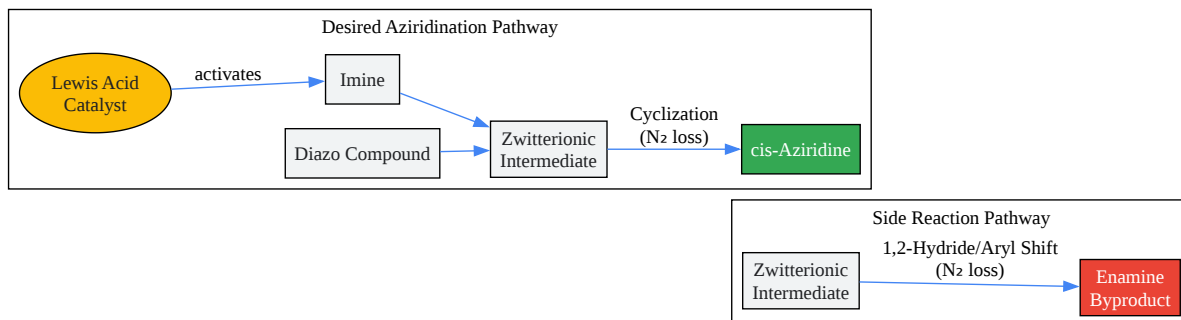 Desired Aziridination Pathway
Lewis Acid
Catalyst
activates
Imine
Diazo Compound
Zwitterionic
Intermediate
Cyclization
(N₂ loss)
cis-Aziridine
Side Reaction Pathway
Zwitterionic
Intermediate
1,2-Hydride/Aryl Shift
(N₂ loss)
Enamine
Byproduct